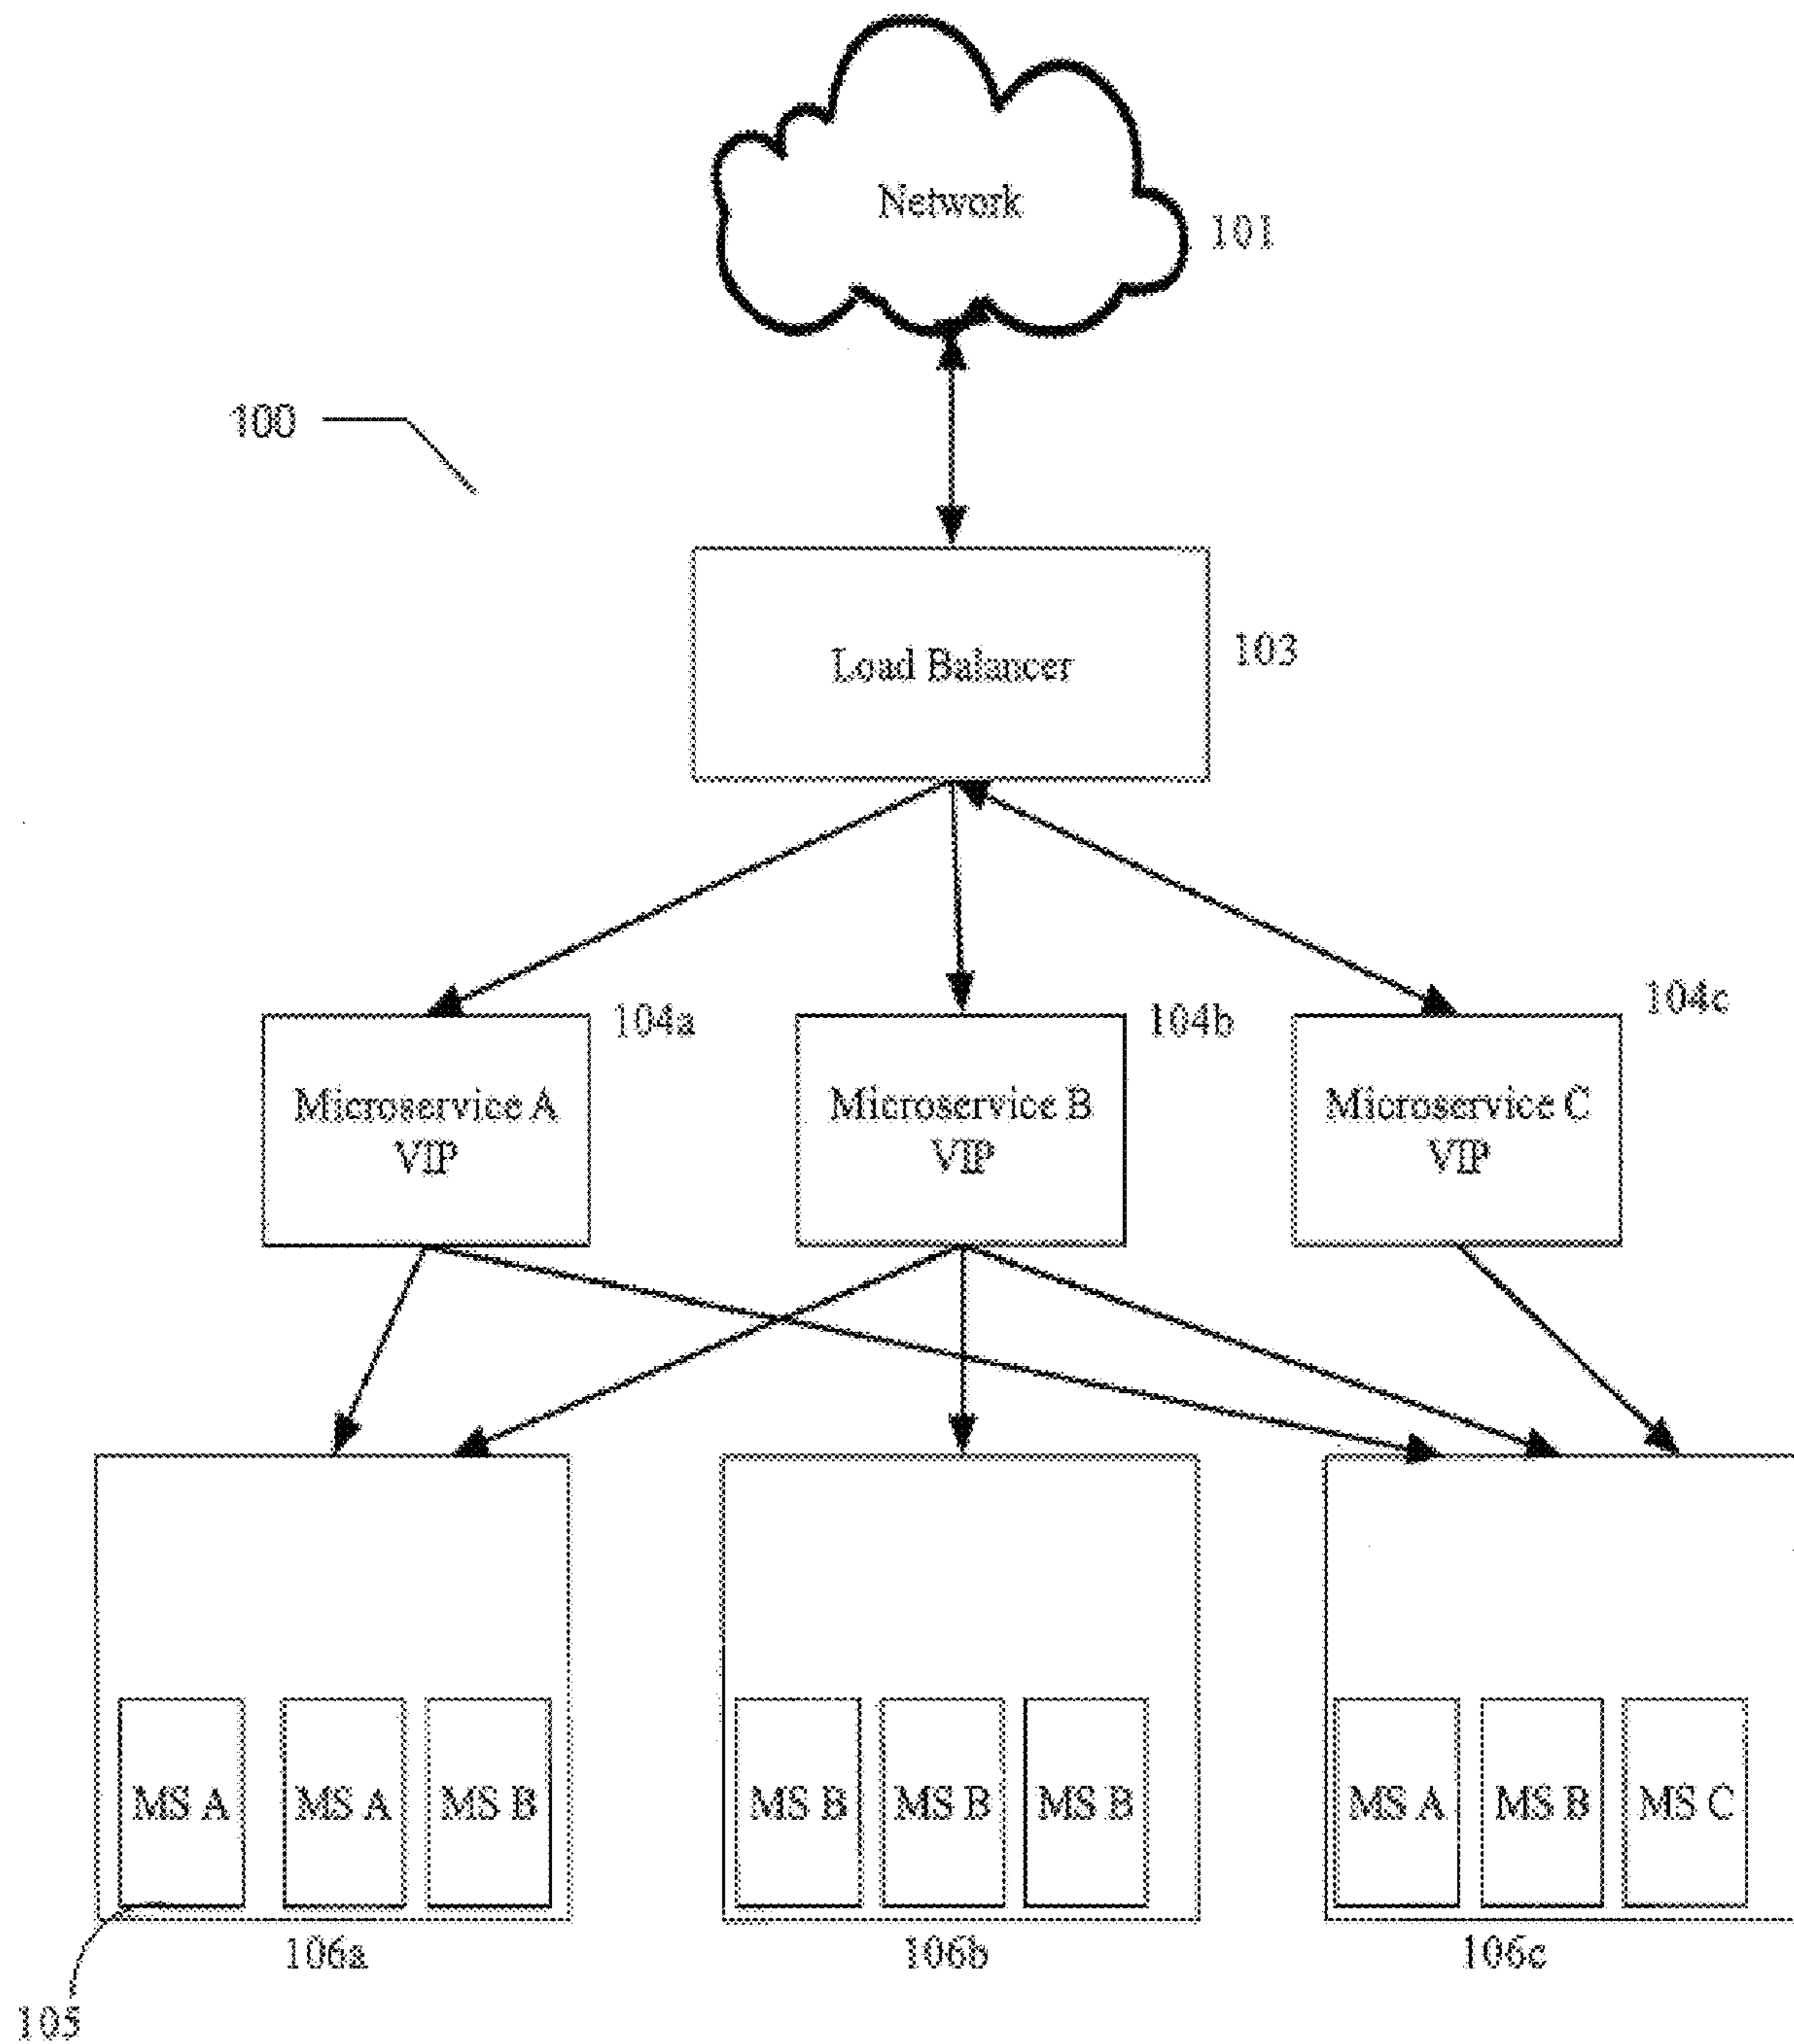 Network
101
100
Load Balancer
103
104a
104b
104c
Microservice A
VIP
Microservice B
VIP
Microservice C
VIP
MS A
MS A
MS B
MS B
MS B
MS B
MS A
MS B
MS C
106a
106b
106c
105